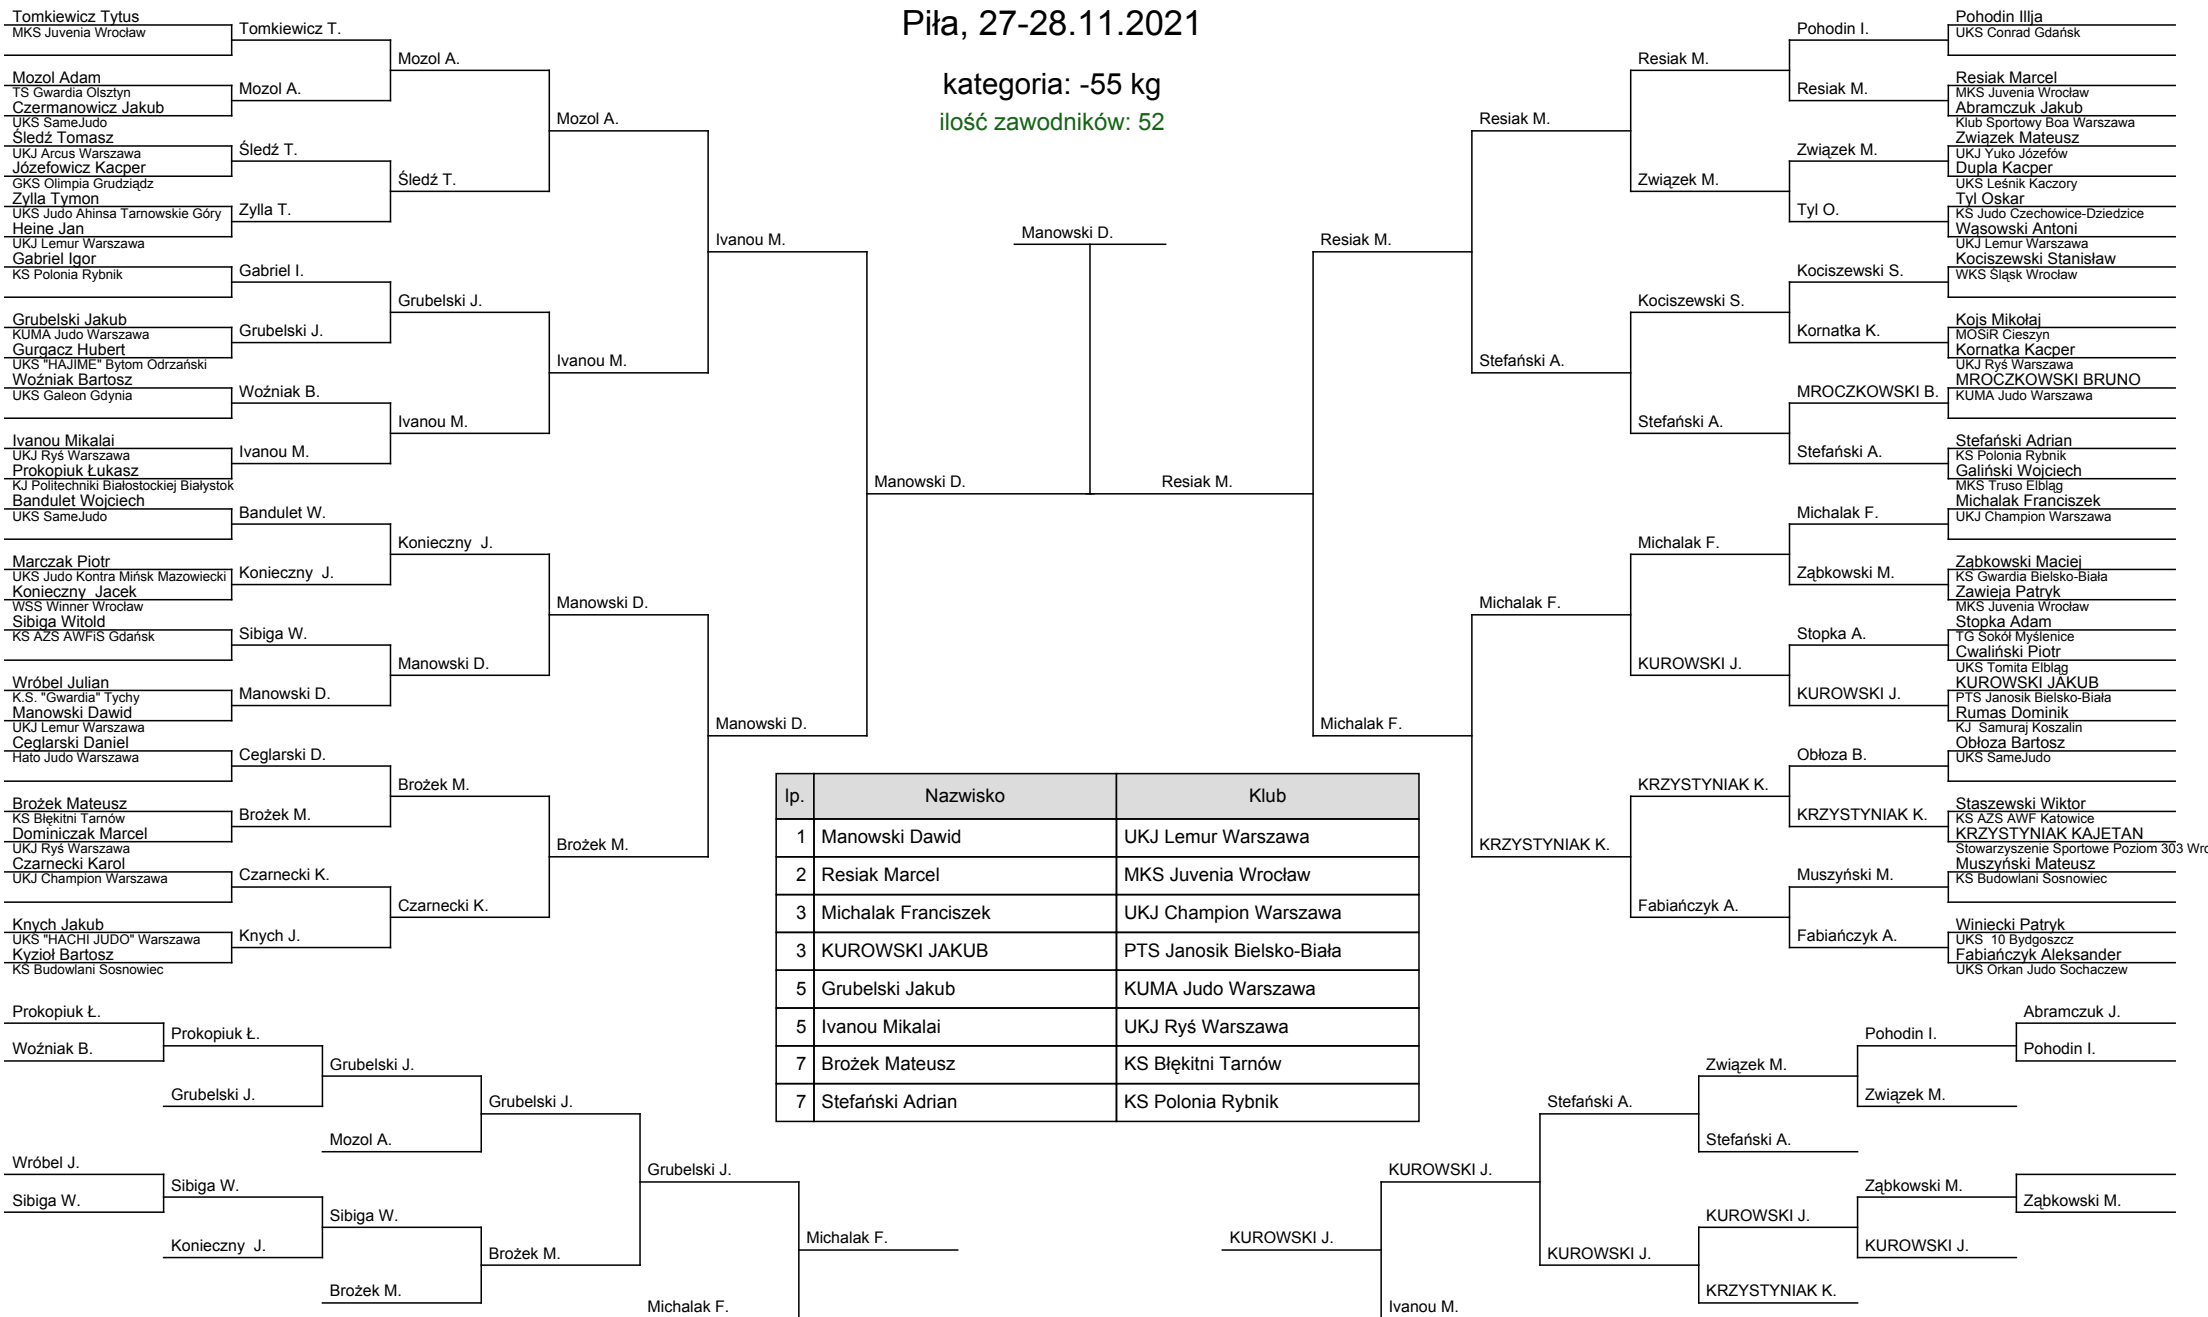 Piła, 27-28.11.2021
kategoria: -55 kg
ilość zawodników: 52
Tomkiewicz Tytus
MKS Juvenia Wrocław
Mozol Adam
TS Gwardia Olsztyn
Czermanowicz Jakub
UKS SameJudo
Śledź Tomasz
UKJ Arcus Warszawa
Józefowicz Kacper
GKS Olimpia Grudziądz
Zylla Tymon
UKS Judo Ahinsa Tarnowskie Góry
Heine Jan
UKJ Lemur Warszawa
Gabriel Igor
KS Polonia Rybnik
Grubelski Jakub
KUMA Judo Warszawa
Gurgacz Hubert
UKS "HAJIME" Bytom Odrzański
Woźniak Bartosz
UKS Galeon Gdynia
Ivanou Mikalai
UKJ Ryś Warszawa
Prokopiuk Łukasz
KJ Politechniki Białostockiej Białystok
Bandulet Wojciech
UKS SameJudo
Marczak Piotr
UKS Judo Kontra Mińsk Mazowiecki
Konieczny  Jacek
WSS Winner Wrocław
Sibiga Witold
KS AZS AWFiS Gdańsk
Wróbel Julian
K.S. "Gwardia" Tychy
Manowski Dawid
UKJ Lemur Warszawa
Ceglarski Daniel
Hato Judo Warszawa
Brożek Mateusz
KS Błękitni Tarnów
Dominiczak Marcel
UKJ Ryś Warszawa
Czarnecki Karol
UKJ Champion Warszawa
Knych Jakub
UKS "HACHI JUDO" Warszawa
Kyzioł Bartosz
KS Budowlani Sosnowiec
Tomkiewicz T.
Mozol A.
Śledź T.
Zylla T.
Gabriel I.
Grubelski J.
Woźniak B.
Ivanou M.
Bandulet W.
Konieczny  J.
Sibiga W.
Manowski D.
Ceglarski D.
Brożek M.
Czarnecki K.
Knych J.
Mozol A.
Śledź T.
Grubelski J.
Ivanou M.
Konieczny  J.
Manowski D.
Brożek M.
Czarnecki K.
Mozol A.
Ivanou M.
Manowski D.
Brożek M.
Ivanou M.
Manowski D.
Manowski D.
Manowski D.
Resiak M.
Resiak M.
Michalak F.
Resiak M.
Stefański A.
Michalak F.
KRZYSTYNIAK K.
Resiak M.
Związek M.
Kociszewski S.
Stefański A.
Michalak F.
KUROWSKI J.
KRZYSTYNIAK K.
Fabiańczyk A.
Pohodin I.
Resiak M.
Związek M.
Tyl O.
Kociszewski S.
Kornatka K.
MROCZKOWSKI B.
Stefański A.
Michalak F.
Ząbkowski M.
Stopka A.
KUROWSKI J.
Obłoza B.
KRZYSTYNIAK K.
Muszyński M.
Fabiańczyk A.
Pohodin Illja
UKS Conrad Gdańsk
Resiak Marcel
MKS Juvenia Wrocław
Abramczuk Jakub
Klub Sportowy Boa Warszawa
Związek Mateusz
UKJ Yuko Józefów
Dupla Kacper
UKS Leśnik Kaczory
Tyl Oskar
KS Judo Czechowice-Dziedzice
Wąsowski Antoni
UKJ Lemur Warszawa
Kociszewski Stanisław
WKS Śląsk Wrocław
Kojs Mikołaj
MOSiR Cieszyn
Kornatka Kacper
UKJ Ryś Warszawa
MROCZKOWSKI BRUNO
KUMA Judo Warszawa
Stefański Adrian
KS Polonia Rybnik
Galiński Wojciech
MKS Truso Elbląg
Michalak Franciszek
UKJ Champion Warszawa
Ząbkowski Maciej
KS Gwardia Bielsko-Biała
Zawieja Patryk
MKS Juvenia Wrocław
Stopka Adam
TG Sokół Myślenice
Cwaliński Piotr
UKS Tomita Elbląg
KUROWSKI JAKUB
PTS Janosik Bielsko-Biała
Rumas Dominik
KJ  Samuraj Koszalin
Obłoza Bartosz
UKS SameJudo
Staszewski Wiktor
KS AZS AWF Katowice
KRZYSTYNIAK KAJETAN
Stowarzyszenie Sportowe Poziom 303 Wro
Muszyński Mateusz
KS Budowlani Sosnowiec
Winiecki Patryk
UKS  10 Bydgoszcz
Fabiańczyk Aleksander
UKS Orkan Judo Sochaczew
lp. Nazwisko Klub
1 Manowski Dawid UKJ Lemur Warszawa
2 Resiak Marcel MKS Juvenia Wrocław
3 Michalak Franciszek UKJ Champion Warszawa
3 KUROWSKI JAKUB PTS Janosik Bielsko-Biała
5 Grubelski Jakub KUMA Judo Warszawa
5 Ivanou Mikalai UKJ Ryś Warszawa
7 Brożek Mateusz KS Błękitni Tarnów
7 Stefański Adrian KS Polonia Rybnik
Prokopiuk Ł.
Woźniak B.
Wróbel J.
Sibiga W.
Prokopiuk Ł.
Grubelski J.
Sibiga W.
Konieczny  J.
Grubelski J.
Mozol A.
Sibiga W.
Brożek M.
Grubelski J.
Brożek M.
Grubelski J.
Michalak F.
Michalak F.
KUROWSKI J.
KUROWSKI J.
Ivanou M.
Stefański A.
KUROWSKI J.
Związek M.
Stefański A.
KUROWSKI J.
KRZYSTYNIAK K.
Pohodin I.
Związek M.
Ząbkowski M.
KUROWSKI J.
Abramczuk J.
Pohodin I.
Ząbkowski M.